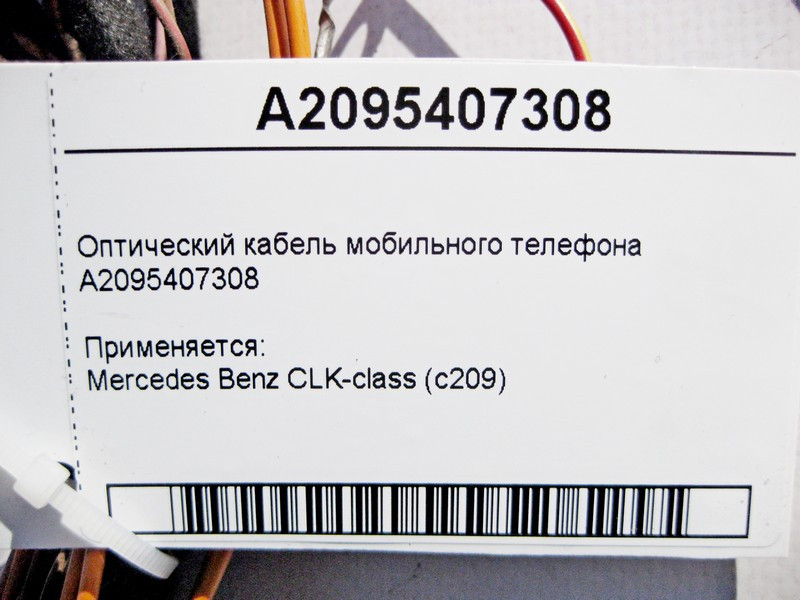 A2095407308
Оптический кабель мобильного телефона
A2095407308
Применяется:
Mercedes Benz CLK-class (c209)